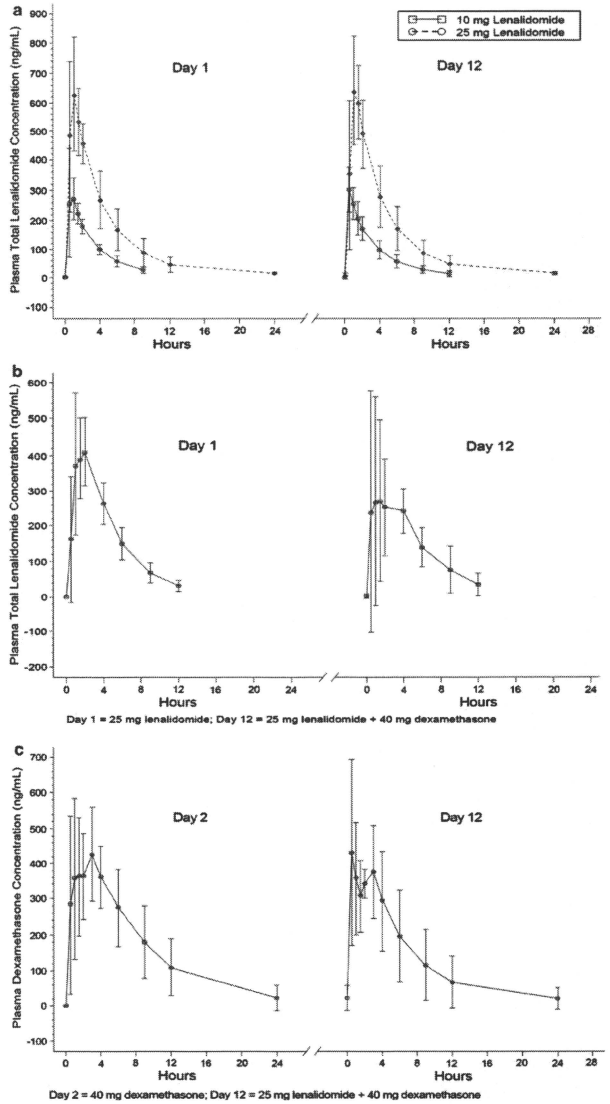 a
10 mg Lenalidomide
25 mg Lenalidomide
Plasma Total Lenalidomide Concentration (ng/mL)
900
800
700
600
500
400
300
200
100
0
-100
Day 1
Day 12
0 4 8 12 16 20 24 0 4 8 12 16 20 24 28
Hours
b
Plasma Total Lenalidomide Concentration (ng/mL)
600
500
400
300
200
100
0
-100
-200
Day 1
Day 12
0 4 8 12 16 20 24 0 4 8 12 16 20 24
Hours Hours
Day 1 = 25 mg lenalidomide; Day 12 = 25 mg lenalidomide + 40 mg dexamethasone
c
Plasma Dexamethasone Concentration (ng/mL)
700
600
500
400
300
200
100
0
-100
Day 2
Day 12
0 4 8 12 16 20 24 0 4 8 12 16 20 24 28
Hours
Day 2 = 40 mg dexamethasone; Day 12 = 25 mg lenalidomide + 40 mg dexamethasone